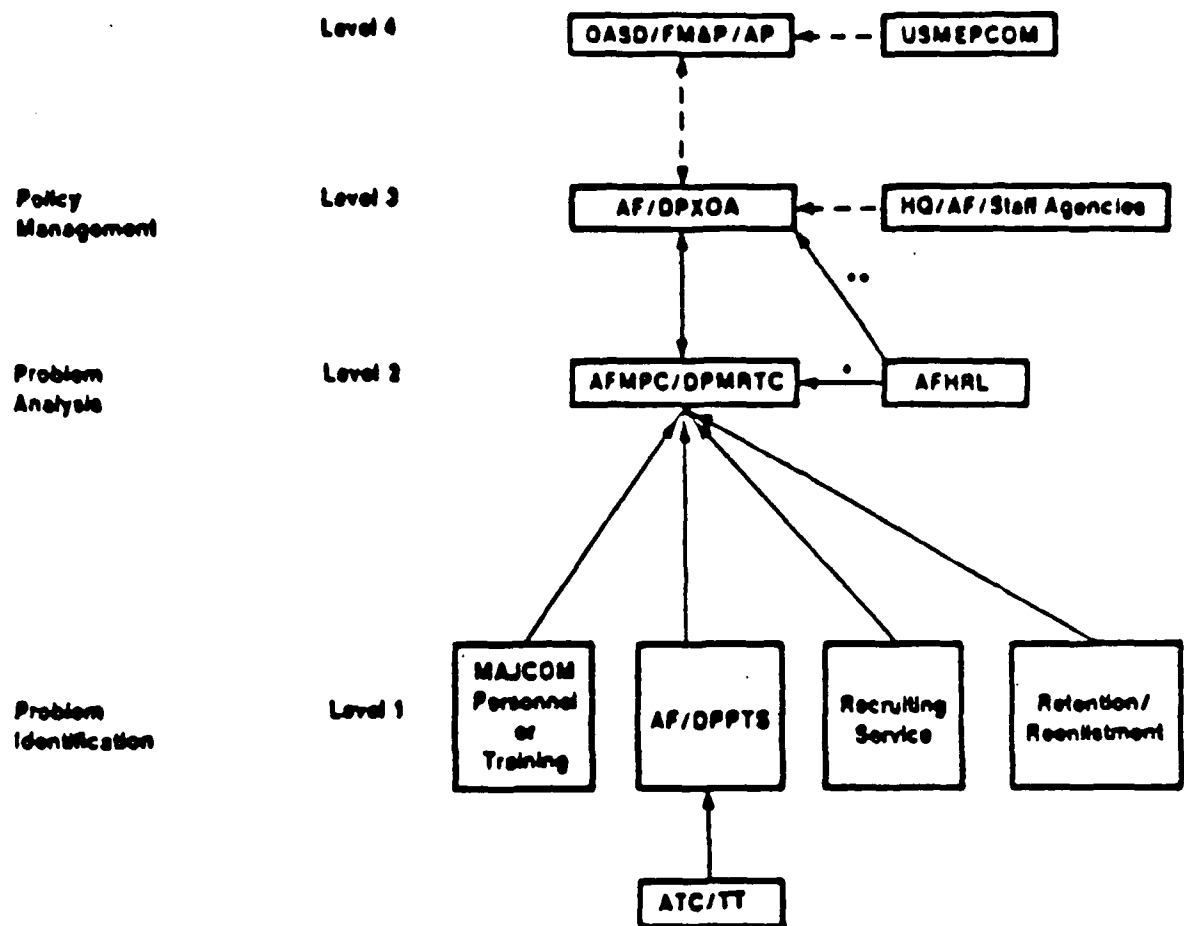 Level 4
OASD/FM&P/AP
USMEPCOM
Policy
Management
Level 3
AF/DPXOA
HQ/AF/Staff Agencies
**
Problem
Analysis
Level 2
AFMPC/DPMRTC
*
AFHRL
Problem
Identification
Level 1
MAJCOM
Personnel
or
Training
AF/DPPTS
Recruiting
Service
Retention/
Reenlistment
ATC/TT